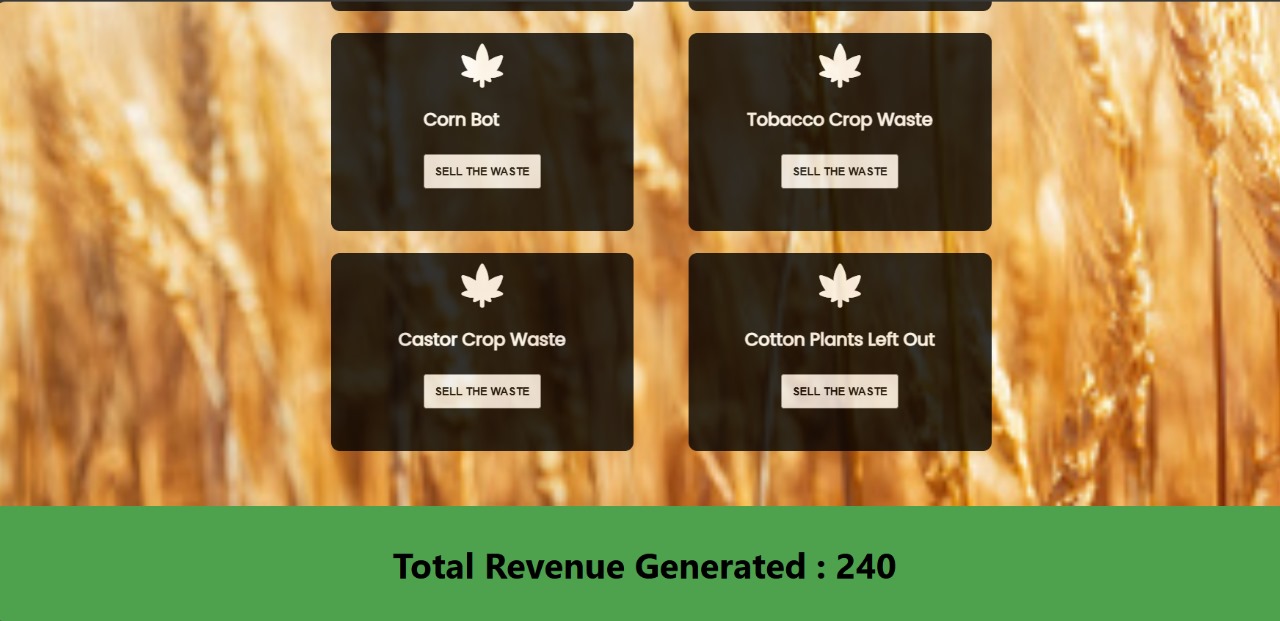 Corn Bot
Tobacco Crop Waste
SELL THE WASTE
SELL THE WASTE
Castor Crop Waste
Cotton Plants Left Out
SELL THE WASTE
SELL THE WASTE
Total Revenue Generated : 240